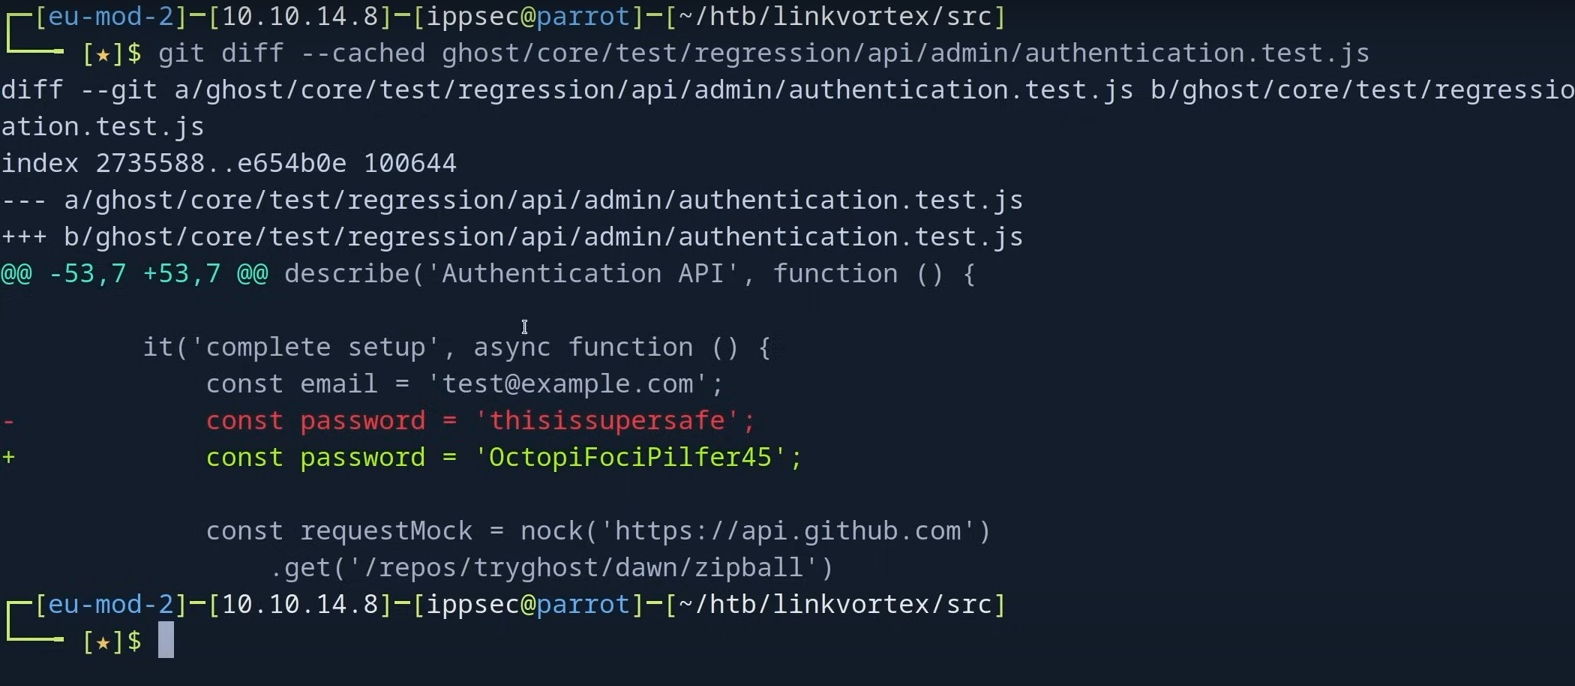 ┌─[eu-mod-2]─[10.10.14.8]─[ippsec@parrot]─[~/htb/linkvortex/src]
└──╼ [★]$ git diff --cached ghost/core/test/regression/api/admin/authentication.test.js
diff --git a/ghost/core/test/regression/api/admin/authentication.test.js b/ghost/core/test/regressio
ation.test.js
index 2735588..e654b0e 100644
--- a/ghost/core/test/regression/api/admin/authentication.test.js
+++ b/ghost/core/test/regression/api/admin/authentication.test.js
@@ -53,7 +53,7 @@ describe('Authentication API', function () {
         it('complete setup', async function () {
             const email = 'test@example.com';
-            const password = 'thisissupersafe';
+            const password = 'OctopiFociPilfer45';
             const requestMock = nock('https://api.github.com')
                 .get('/repos/tryghost/dawn/zipball')
┌─[eu-mod-2]─[10.10.14.8]─[ippsec@parrot]─[~/htb/linkvortex/src]
└──╼ [★]$